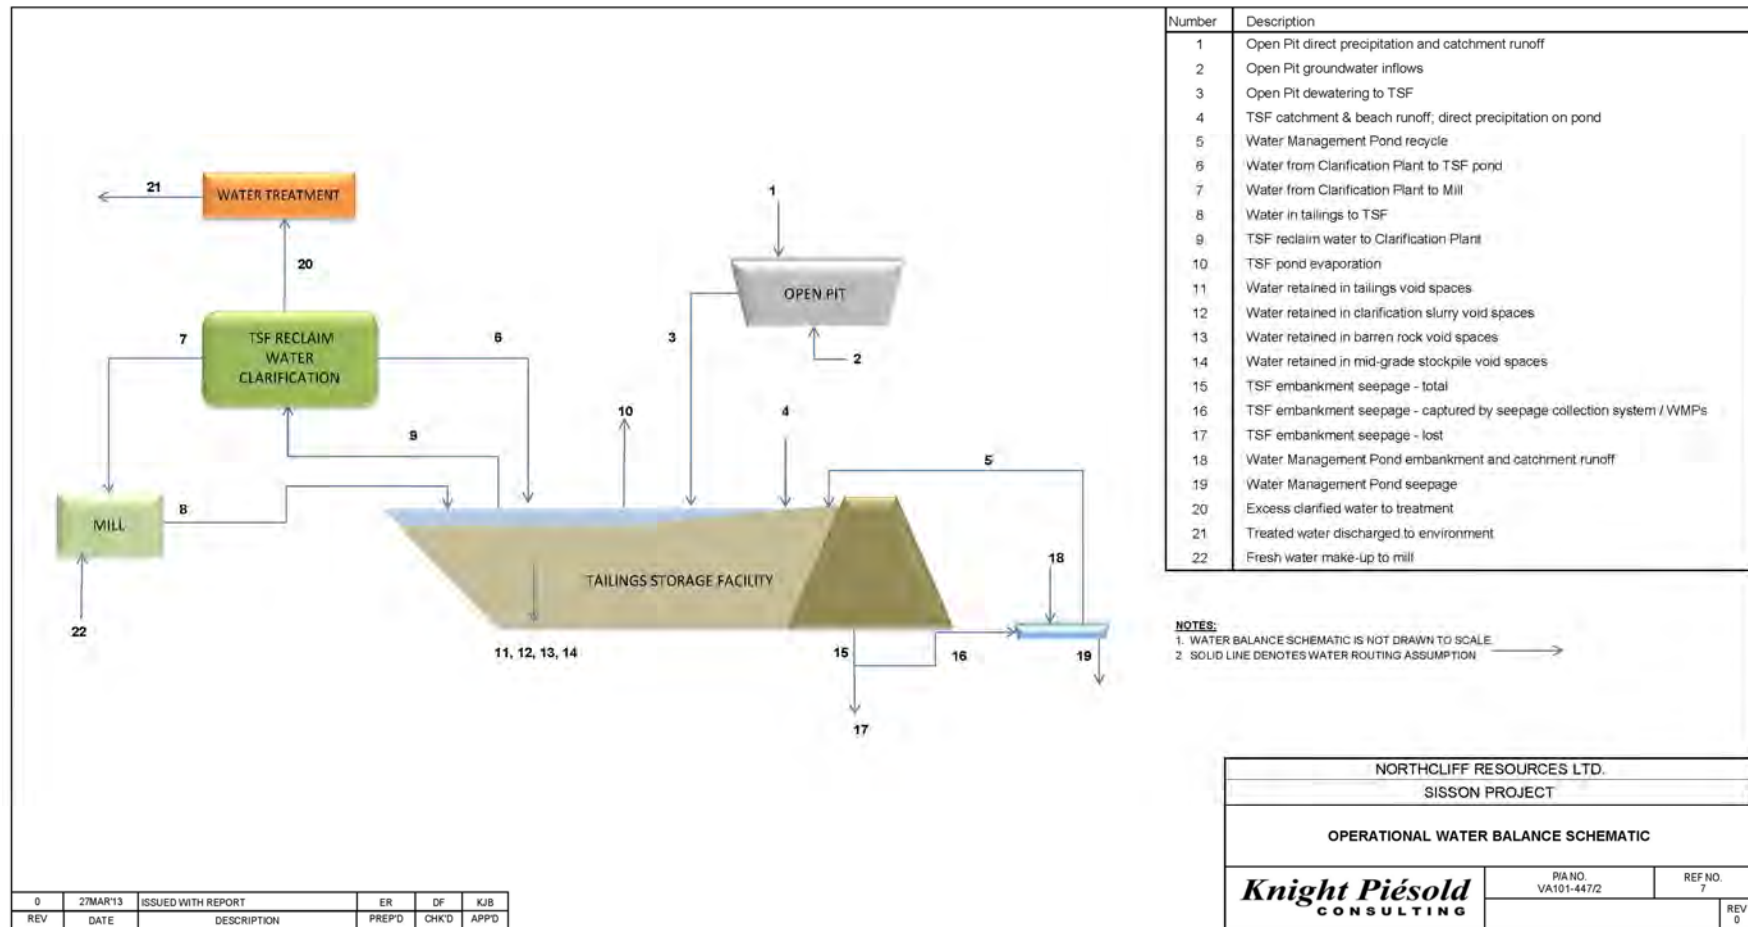 Number Description
1 Open Pit direct precipitation and catchment runoff
2 Open Pit groundwater inflows
3 Open Pit dewatering to TSF
4 TSF catchment & beach runoff; direct precipitation on pond
5 Water Management Pond recycle
6 Water from Clarification Plant to TSF pond
7 Water from Clarification Plant to Mill
8 Water in tailings to TSF
9 TSF reclaim water to Clarification Plant
10 TSF pond evaporation
11 Water retained in tailings void spaces
12 Water retained in clarification slurry void spaces
13 Water retained in barren rock void spaces
14 Water retained in mid-grade stockpile void spaces
15 TSF embankment seepage - total
16 TSF embankment seepage - captured by seepage collection system / WMPs
17 TSF embankment seepage - lost
18 Water Management Pond embankment and catchment runoff
19 Water Management Pond seepage
20 Excess clarified water to treatment
21 Treated water discharged to environment
22 Fresh water make-up to mill
21
WATER TREATMENT
1
20
OPEN PIT
7
TSF RECLAIM
WATER
CLARIFICATION
6
3
2
10
4
9
5
8
MILL
TAILINGS STORAGE FACILITY
18
22
11, 12, 13, 14
15
16
19
17
NOTES:
1. WATER BALANCE SCHEMATIC IS NOT DRAWN TO SCALE
2 SOLID LINE DENOTES WATER ROUTING ASSUMPTION
NORTHCLIFF RESOURCES LTD.
SISSON PROJECT
OPERATIONAL WATER BALANCE SCHEMATIC
Knight Piésold
CONSULTING
P/A NO.
VA101-447/2
REF NO.
7
REV
0
0 27MAR'13 ISSUED WITH REPORT ER DF KJB
REV DATE DESCRIPTION PREP'D CHK'D APP'D